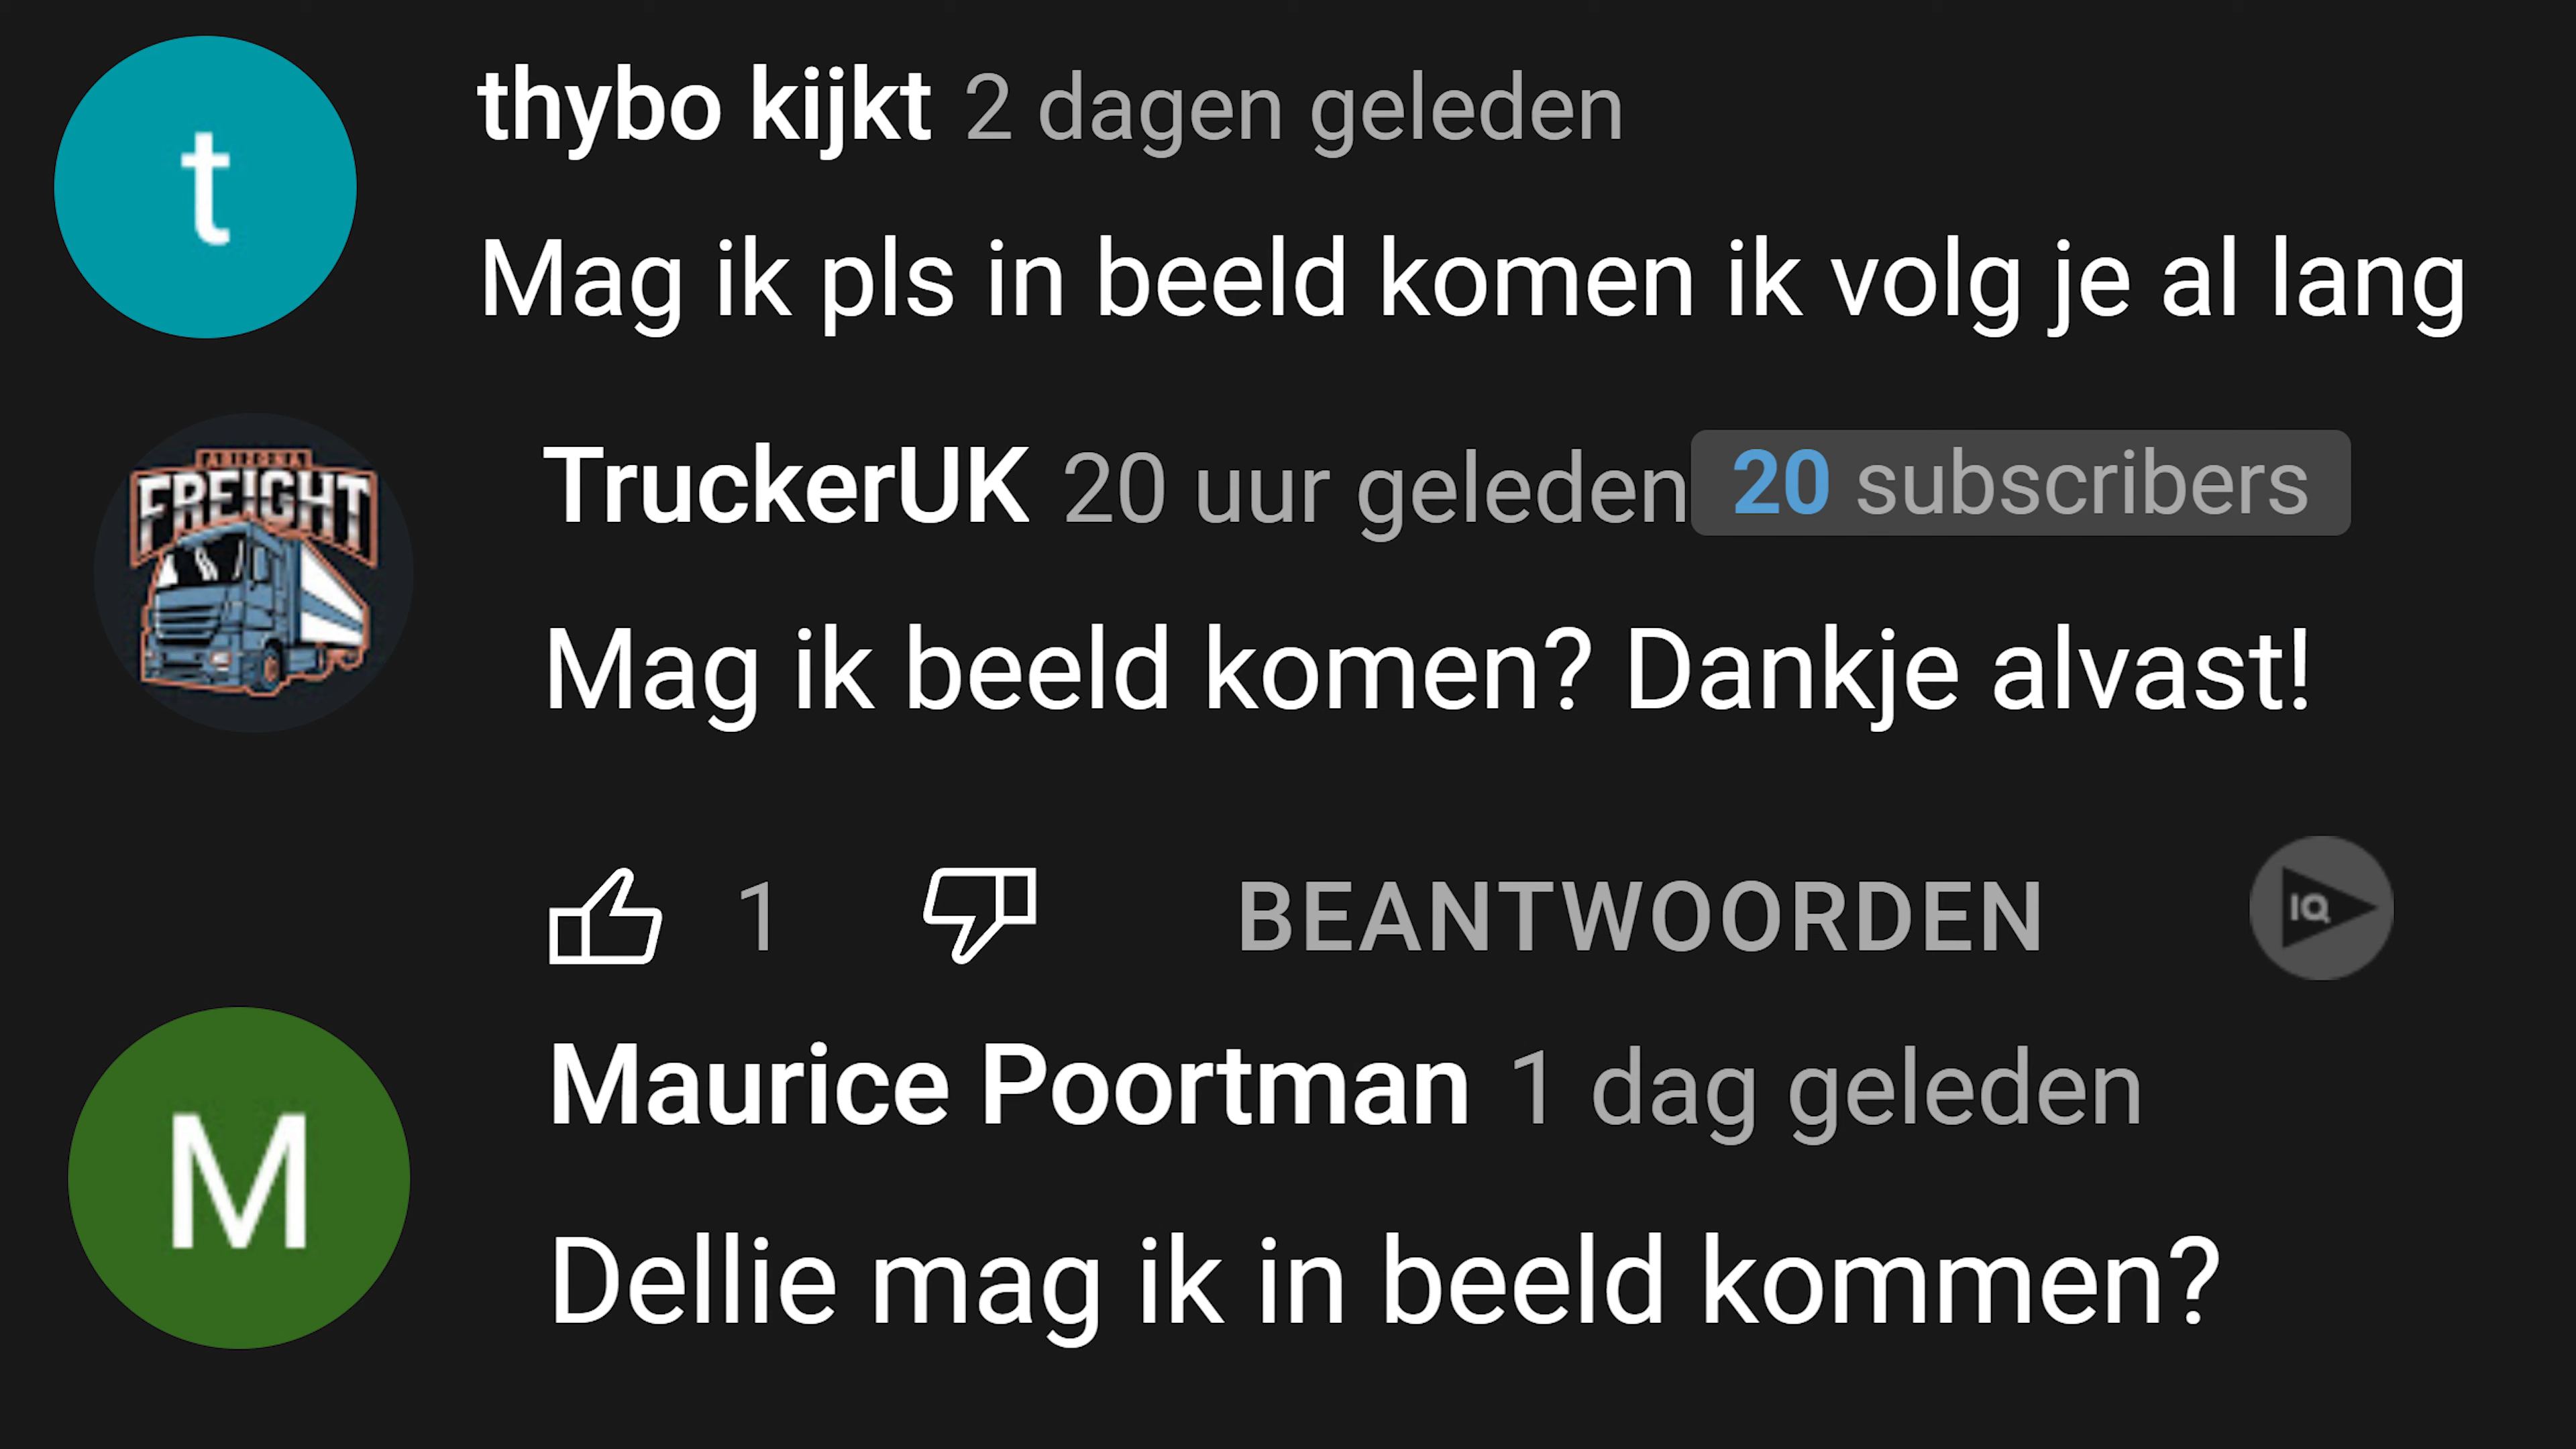 t
thybo kijkt 2 dagen geleden
Mag ik pls in beeld komen ik volg je al lang
ARIZONA
FREIGHT
TruckerUK 20 uur geleden 20 subscribers
Mag ik beeld komen? Dankje alvast!
1 BEANTWOORDEN IQ
M
Maurice Poortman 1 dag geleden
Dellie mag ik in beeld kommen?